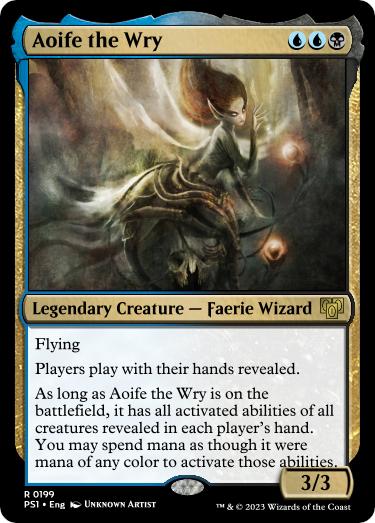 Aoife the Wry
Legendary Creature — Faerie Wizard
Flying
Players play with their hands revealed.
As long as Aoife the Wry is on the
battlefield, it has all activated abilities of all
creatures revealed in each player's hand.
You may spend mana as though it were
mana of any color to activate those abilities.
3/3
R 0199
PS1 • Eng Unknown Artist
™ & © 2023 Wizards of the Coast